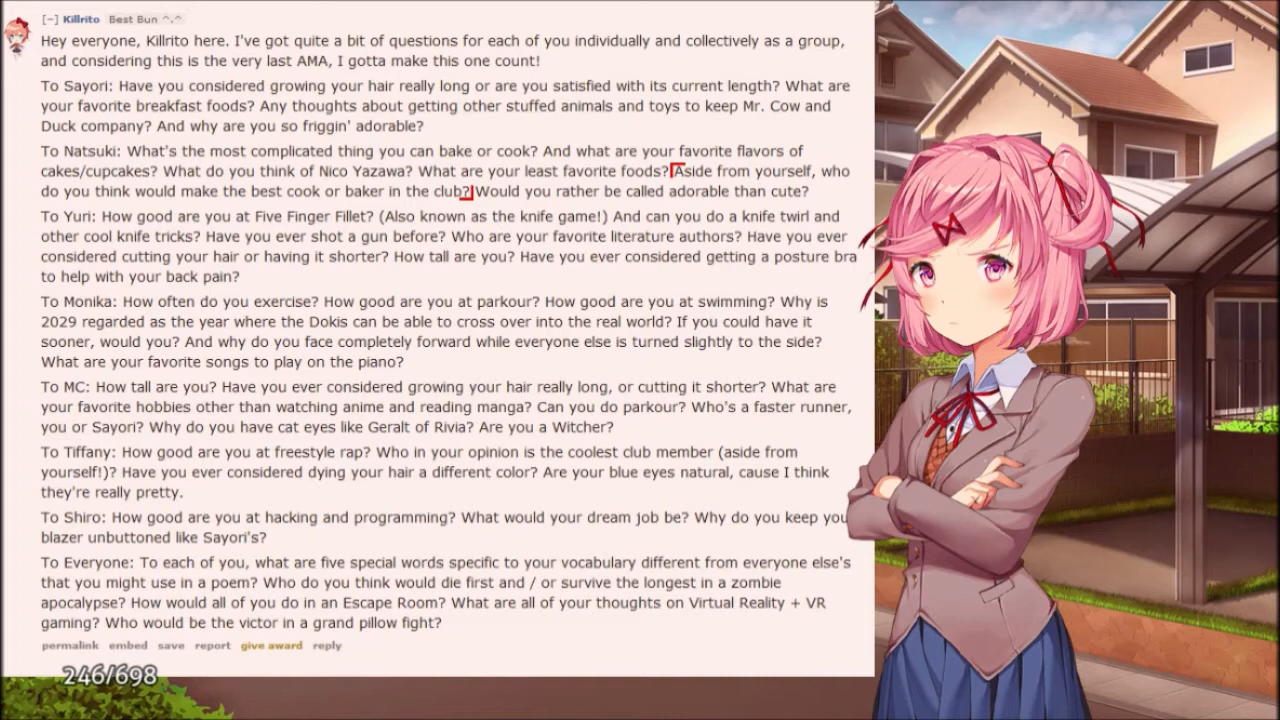 [–] Killrito Best Bun ^.^
Hey everyone, Killrito here. I've got quite a bit of questions for each of you individually and collectively as a group,
and considering this is the very last AMA, I gotta make this one count!
To Sayori: Have you considered growing your hair really long or are you satisfied with its current length? What are
your favorite breakfast foods? Any thoughts about getting other stuffed animals and toys to keep Mr. Cow and
Duck company? And why are you so friggin' adorable?
To Natsuki: What's the most complicated thing you can bake or cook? And what are your favorite flavors of
cakes/cupcakes? What do you think of Nico Yazawa? What are your least favorite foods? Aside from yourself, who
do you think would make the best cook or baker in the club? Would you rather be called adorable than cute?
To Yuri: How good are you at Five Finger Fillet? (Also known as the knife game!) And can you do a knife twirl and
other cool knife tricks? Have you ever shot a gun before? Who are your favorite literature authors? Have you ever
considered cutting your hair or having it shorter? How tall are you? Have you ever considered getting a posture bra
to help with your back pain?
To Monika: How often do you exercise? How good are you at parkour? How good are you at swimming? Why is
2029 regarded as the year where the Dokis can be able to cross over into the real world? If you could have it
sooner, would you? And why do you face completely forward while everyone else is turned slightly to the side?
What are your favorite songs to play on the piano?
To MC: How tall are you? Have you ever considered growing your hair really long, or cutting it shorter? What are
your favorite hobbies other than watching anime and reading manga? Can you do parkour? Who's a faster runner,
you or Sayori? Why do you have cat eyes like Geralt of Rivia? Are you a Witcher?
To Tiffany: How good are you at freestyle rap? Who in your opinion is the coolest club member (aside from
yourself!)? Have you ever considered dying your hair a different color? Are your blue eyes natural, cause I think
they're really pretty.
To Shiro: How good are you at hacking and programming? What would your dream job be? Why do you keep you
blazer unbuttoned like Sayori's?
To Everyone: To each of you, what are five special words specific to your vocabulary different from everyone else's
that you might use in a poem? Who do you think would die first and / or survive the longest in a zombie
apocalypse? How would all of you do in an Escape Room? What are all of your thoughts on Virtual Reality + VR
gaming? Who would be the victor in a grand pillow fight?
permalink embed save report give award reply
246/698